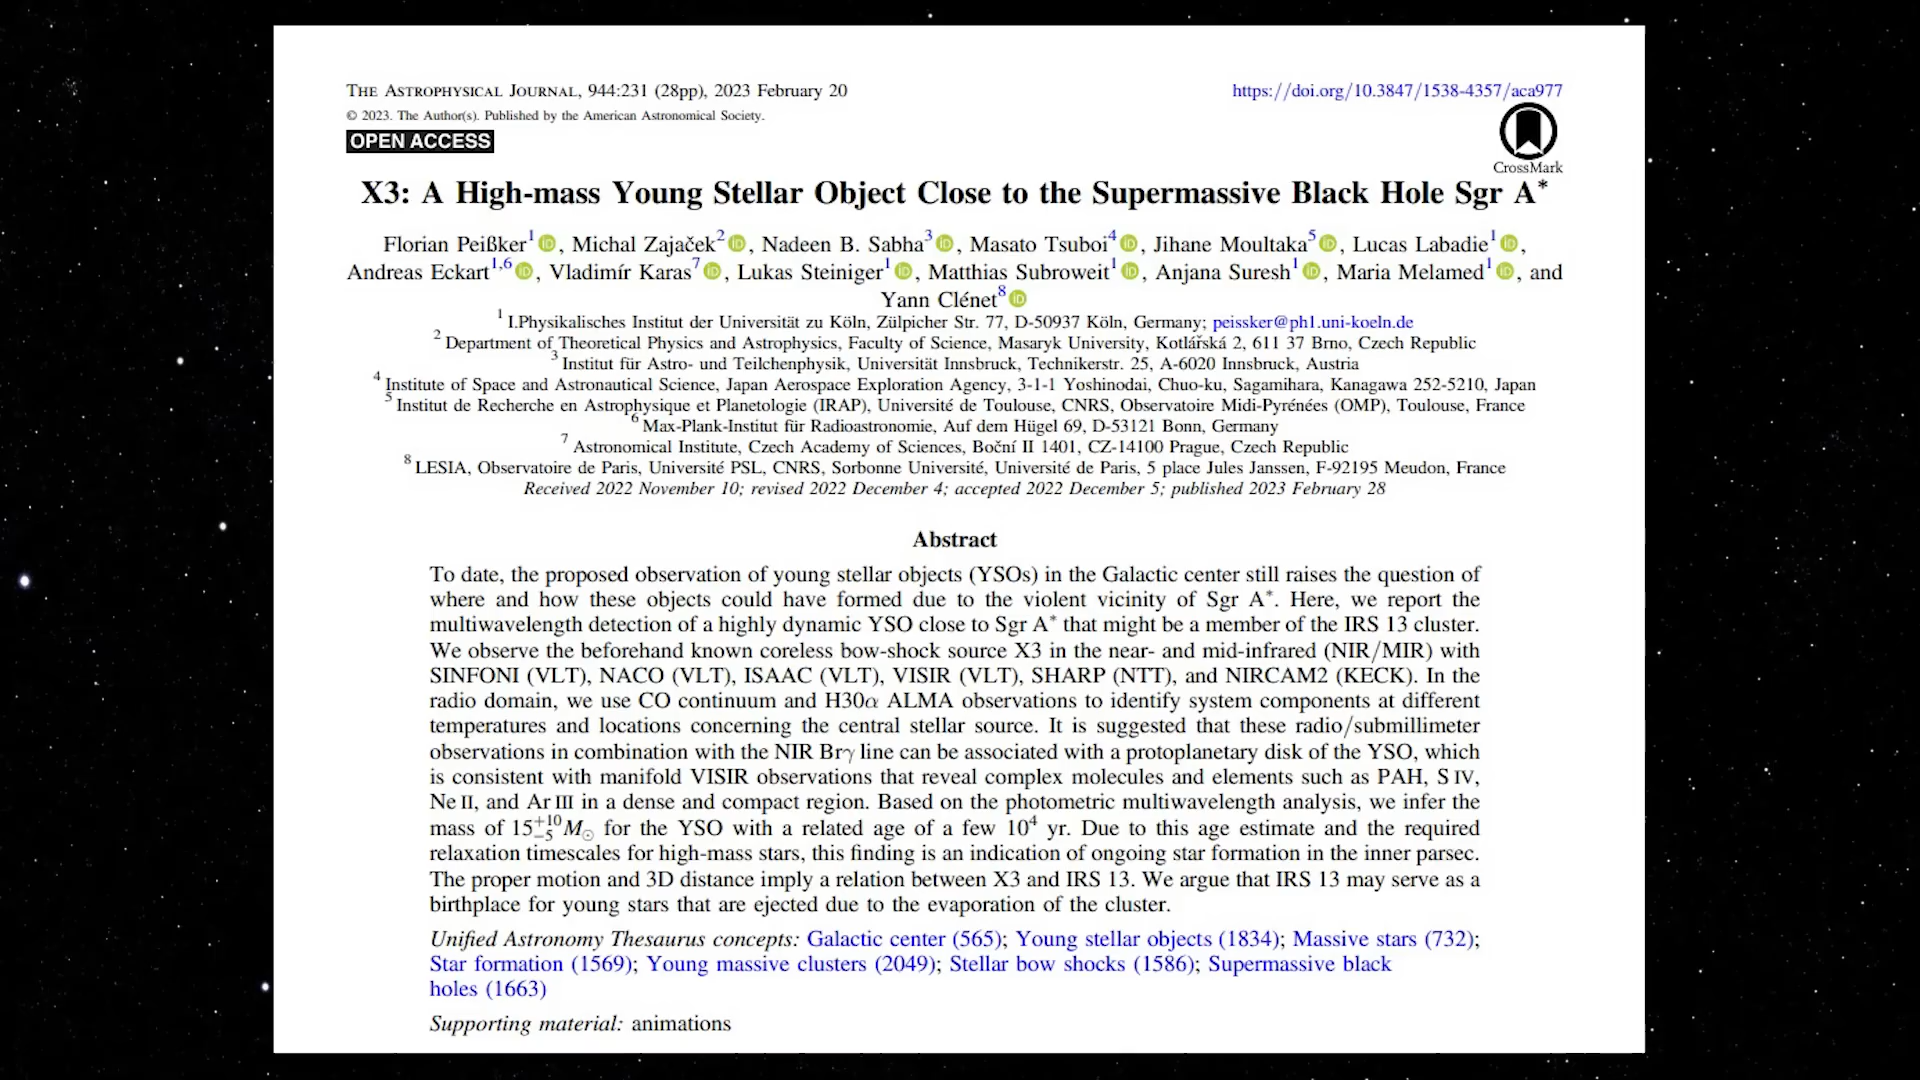 THE ASTROPHYSICAL JOURNAL, 944:231 (28pp), 2023 February 20
https://doi.org/10.3847/1538-4357/aca977
© 2023. The Author(s). Published by the American Astronomical Society.
OPEN ACCESS
CrossMark
X3: A High-mass Young Stellar Object Close to the Supermassive Black Hole Sgr A*
Florian Peißker1 iD, Michal Zajaček2 iD, Nadeen B. Sabha3 iD, Masato Tsuboi4 iD, Jihane Moultaka5 iD, Lucas Labadie1 iD,
Andreas Eckart1,6 iD, Vladimír Karas7 iD, Lukas Steiniger1 iD, Matthias Subroweit1 iD, Anjana Suresh1 iD, Maria Melamed1 iD, and
Yann Clénet8 iD
1 I.Physikalisches Institut der Universität zu Köln, Zülpicher Str. 77, D-50937 Köln, Germany; peissker@ph1.uni-koeln.de
2 Department of Theoretical Physics and Astrophysics, Faculty of Science, Masaryk University, Kotlářská 2, 611 37 Brno, Czech Republic
3 Institut für Astro- und Teilchenphysik, Universität Innsbruck, Technikerstr. 25, A-6020 Innsbruck, Austria
4 Institute of Space and Astronautical Science, Japan Aerospace Exploration Agency, 3-1-1 Yoshinodai, Chuo-ku, Sagamihara, Kanagawa 252-5210, Japan
5 Institut de Recherche en Astrophysique et Planetologie (IRAP), Université de Toulouse, CNRS, Observatoire Midi-Pyrénées (OMP), Toulouse, France
6 Max-Plank-Institut für Radioastronomie, Auf dem Hügel 69, D-53121 Bonn, Germany
7 Astronomical Institute, Czech Academy of Sciences, Boční II 1401, CZ-14100 Prague, Czech Republic
8 LESIA, Observatoire de Paris, Université PSL, CNRS, Sorbonne Université, Université de Paris, 5 place Jules Janssen, F-92195 Meudon, France
Received 2022 November 10; revised 2022 December 4; accepted 2022 December 5; published 2023 February 28
Abstract
To date, the proposed observation of young stellar objects (YSOs) in the Galactic center still raises the question of
where and how these objects could have formed due to the violent vicinity of Sgr A*. Here, we report the
multiwavelength detection of a highly dynamic YSO close to Sgr A* that might be a member of the IRS 13 cluster.
We observe the beforehand known coreless bow-shock source X3 in the near- and mid-infrared (NIR/MIR) with
SINFONI (VLT), NACO (VLT), ISAAC (VLT), VISIR (VLT), SHARP (NTT), and NIRCAM2 (KECK). In the
radio domain, we use CO continuum and H30α ALMA observations to identify system components at different
temperatures and locations concerning the central stellar source. It is suggested that these radio/submillimeter
observations in combination with the NIR Brγ line can be associated with a protoplanetary disk of the YSO, which
is consistent with manifold VISIR observations that reveal complex molecules and elements such as PAH, S IV,
Ne II, and Ar III in a dense and compact region. Based on the photometric multiwavelength analysis, we infer the
mass of 15+10−5 M⊙ for the YSO with a related age of a few 10⁴ yr. Due to this age estimate and the required
relaxation timescales for high-mass stars, this finding is an indication of ongoing star formation in the inner parsec.
The proper motion and 3D distance imply a relation between X3 and IRS 13. We argue that IRS 13 may serve as a
birthplace for young stars that are ejected due to the evaporation of the cluster.
Unified Astronomy Thesaurus concepts: Galactic center (565); Young stellar objects (1834); Massive stars (732);
Star formation (1569); Young massive clusters (2049); Stellar bow shocks (1586); Supermassive black
holes (1663)
Supporting material: animations